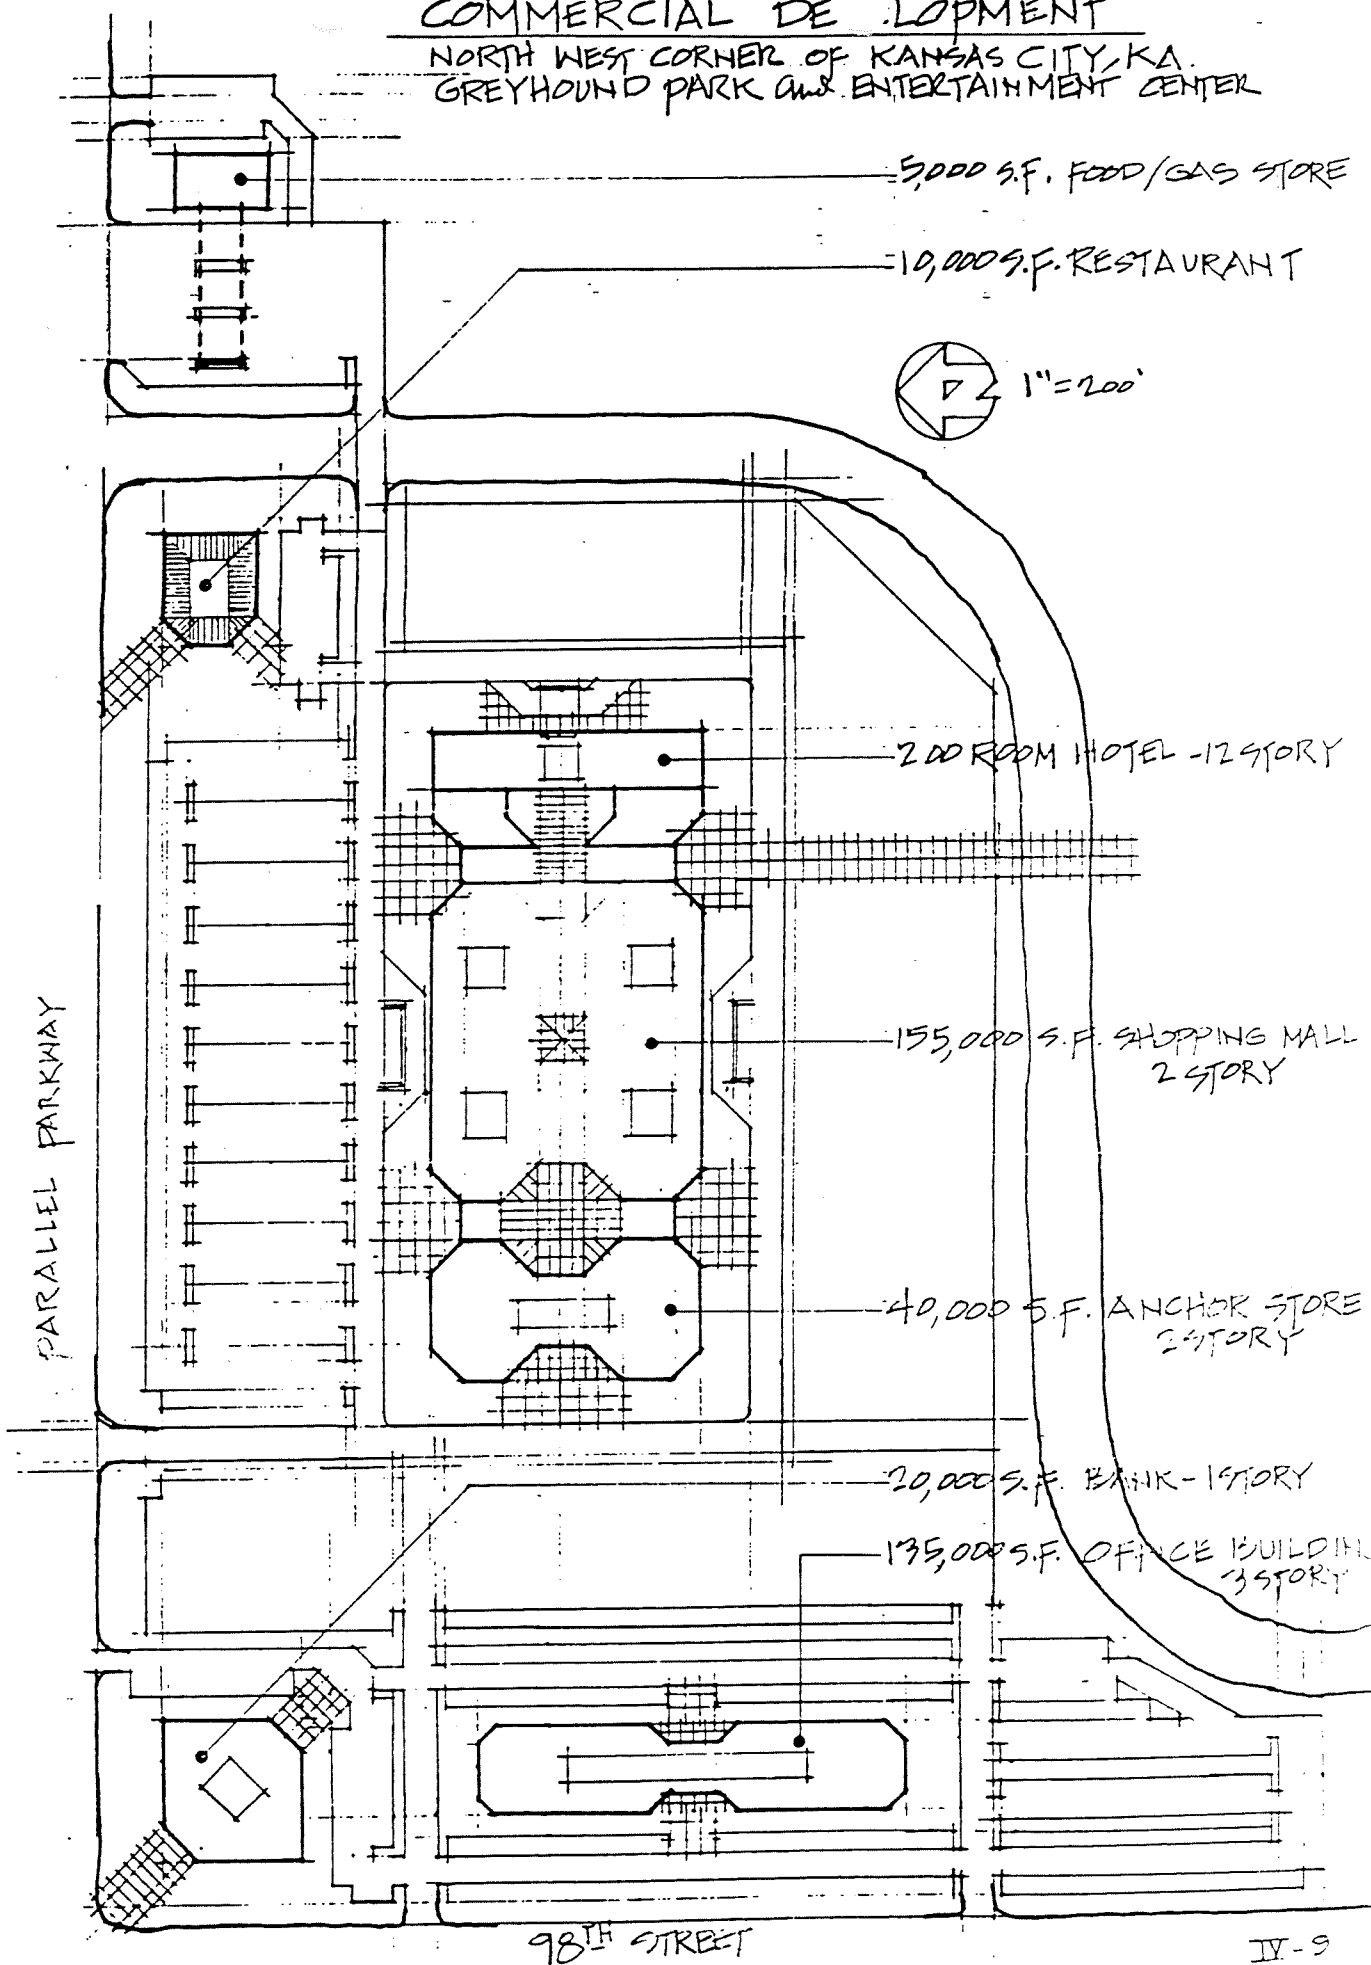 COMMERCIAL DE .LOPMENT
NORTH WEST CORNER OF KANSAS CITY, KA.
GREYHOUND PARK and ENTERTAINMENT CENTER
5,000 S.F. FOOD/GAS STORE
10,000 S.F. RESTAURANT
1"=200'
200 ROOM HOTEL - 12 STORY
155,000 S.F. SHOPPING MALL
2 STORY
PARALLEL PARKWAY
40,000 S.F. ANCHOR STORE
2 STORY
20,000 S.F. BANK - 1 STORY
135,000 S.F. OFFICE BUILDIN
3 STORY
98TH STREET
IV-9